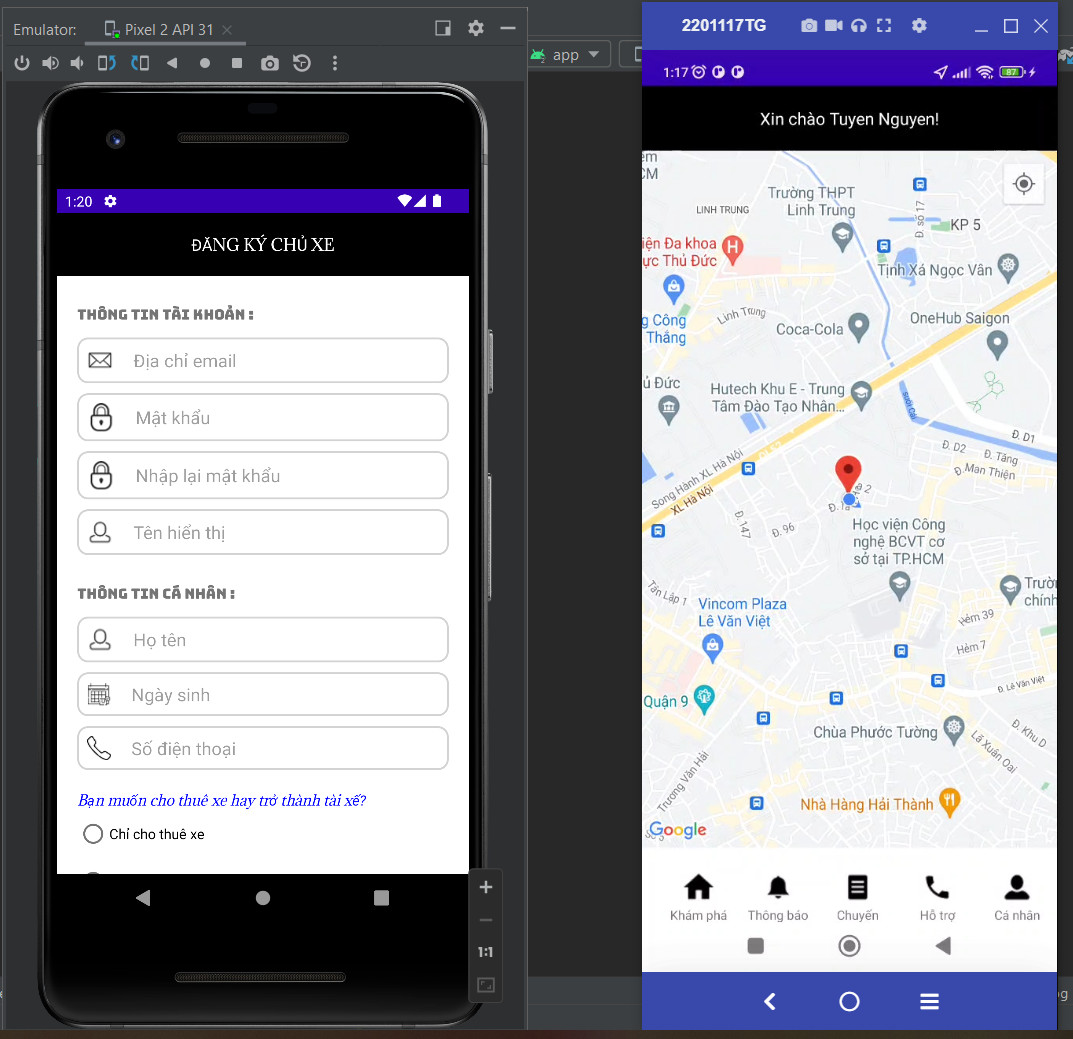 Emulator:
Pixel 2 API 31
app
1:20
ĐĂNG KÝ CHỦ XE
THÔNG TIN TÀI KHOẢN :
Địa chỉ email
Mật khẩu
Nhập lại mật khẩu
Tên hiển thị
THÔNG TIN CÁ NHÂN :
Họ tên
Ngày sinh
Số điện thoại
Bạn muốn cho thuê xe hay trở thành tài xế?
Chỉ cho thuê xe
1:1
2201117TG
1:17
87
Xin chào Tuyen Nguyen!
CM
Trường THPT
Linh Trung
LINH TRUNG
Đ. số 17
KP 5
iện Đa khoa
ực Thủ Đức
H
Tịnh Xá Ngọc Vân
g Công
Thắng
Linh Trung
Coca-Cola
OneHub Saigon
ủ Đức
Hutech Khu E - Trung
Tâm Đào Tạo Nhân...
Suối Cái
Đ. D1
Đ. D2
Đ. Tăng
Đ. Man Thiện
Song Hành XL Hà Nội
XL Hà Nội
Đ. 147
Đ. 96
Học viện Công
nghệ BCVT cơ
sở tại TP.HCM
Trườ
chính
Tân Lập 1
Vincom Plaza
Lê Văn Việt
Hẻm 39
Hẻm 7
Đ. Lê Văn Việt
Quận 9
Chùa Phước Tường
Lã Xuân Oai
Đ. Khu D
Trương Văn Hải
Nhà Hàng Hải Thành
Google
Khám phá
Thông báo
Chuyến
Hỗ trợ
Cá nhân